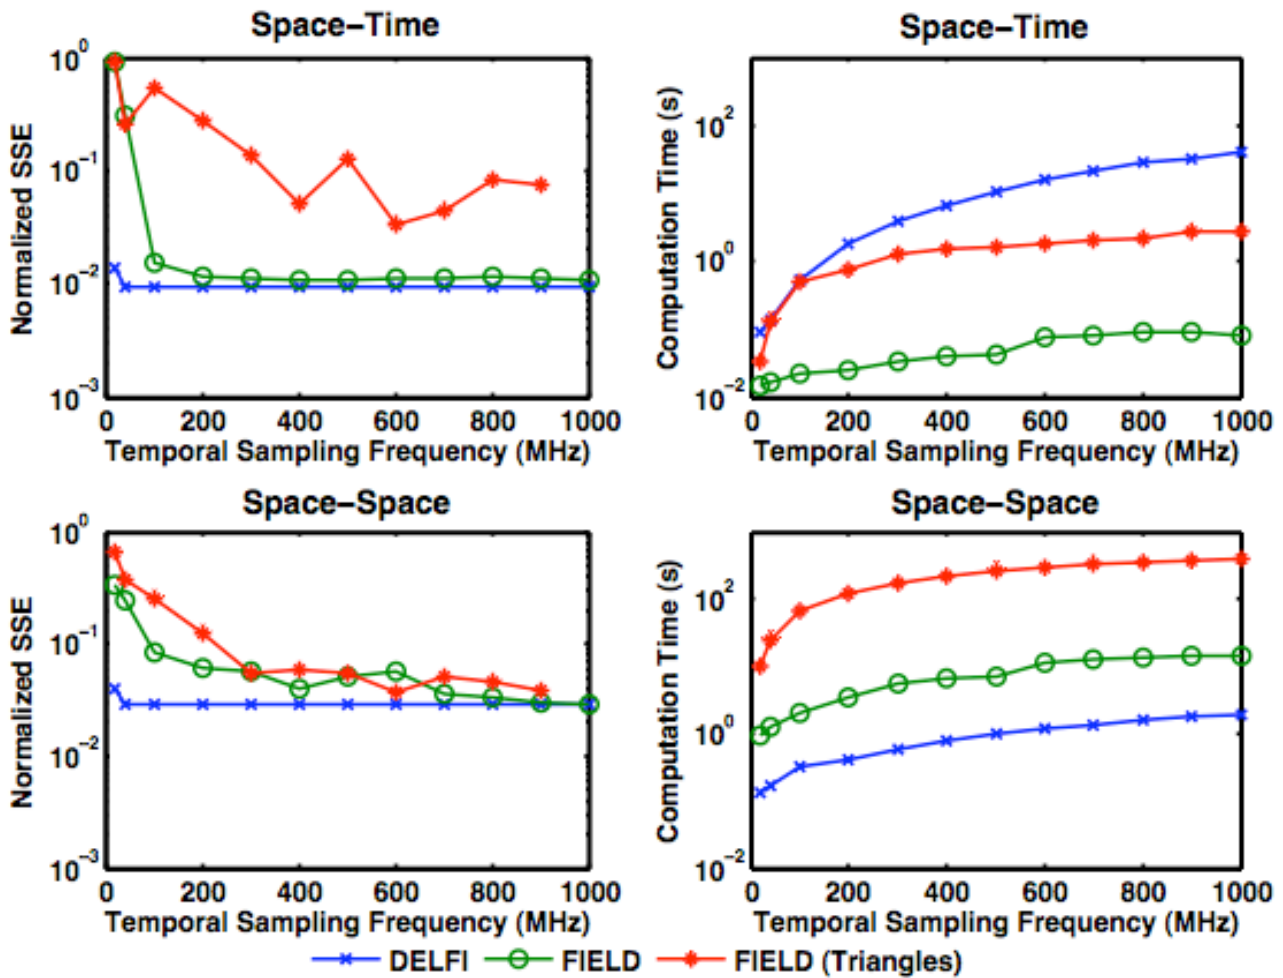 Space–Time
Normalized SSE
10^0
10^-1
10^-2
10^-3
0 200 400 600 800 1000
Temporal Sampling Frequency (MHz)
Space–Time
Computation Time (s)
10^2
10^0
10^-2
0 200 400 600 800 1000
Temporal Sampling Frequency (MHz)
Space–Space
Normalized SSE
10^0
10^-1
10^-2
10^-3
0 200 400 600 800 1000
Temporal Sampling Frequency (MHz)
Space–Space
Computation Time (s)
10^2
10^0
10^-2
0 200 400 600 800 1000
Temporal Sampling Frequency (MHz)
DELFI FIELD FIELD (Triangles)